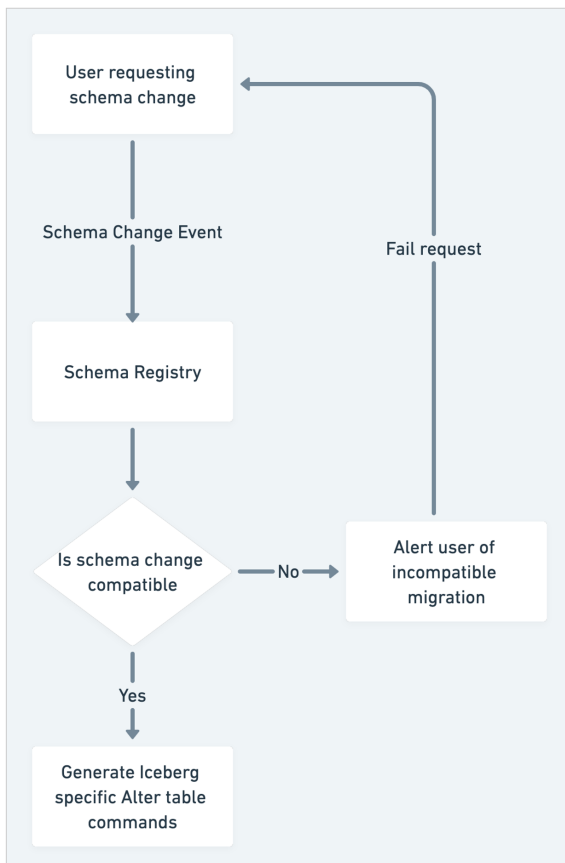 User requesting
schema change
Schema Change Event
Fail request
Schema Registry
Is schema change
compatible
No
Alert user of
incompatible
migration
Yes
Generate Iceberg
specific Alter table
commands